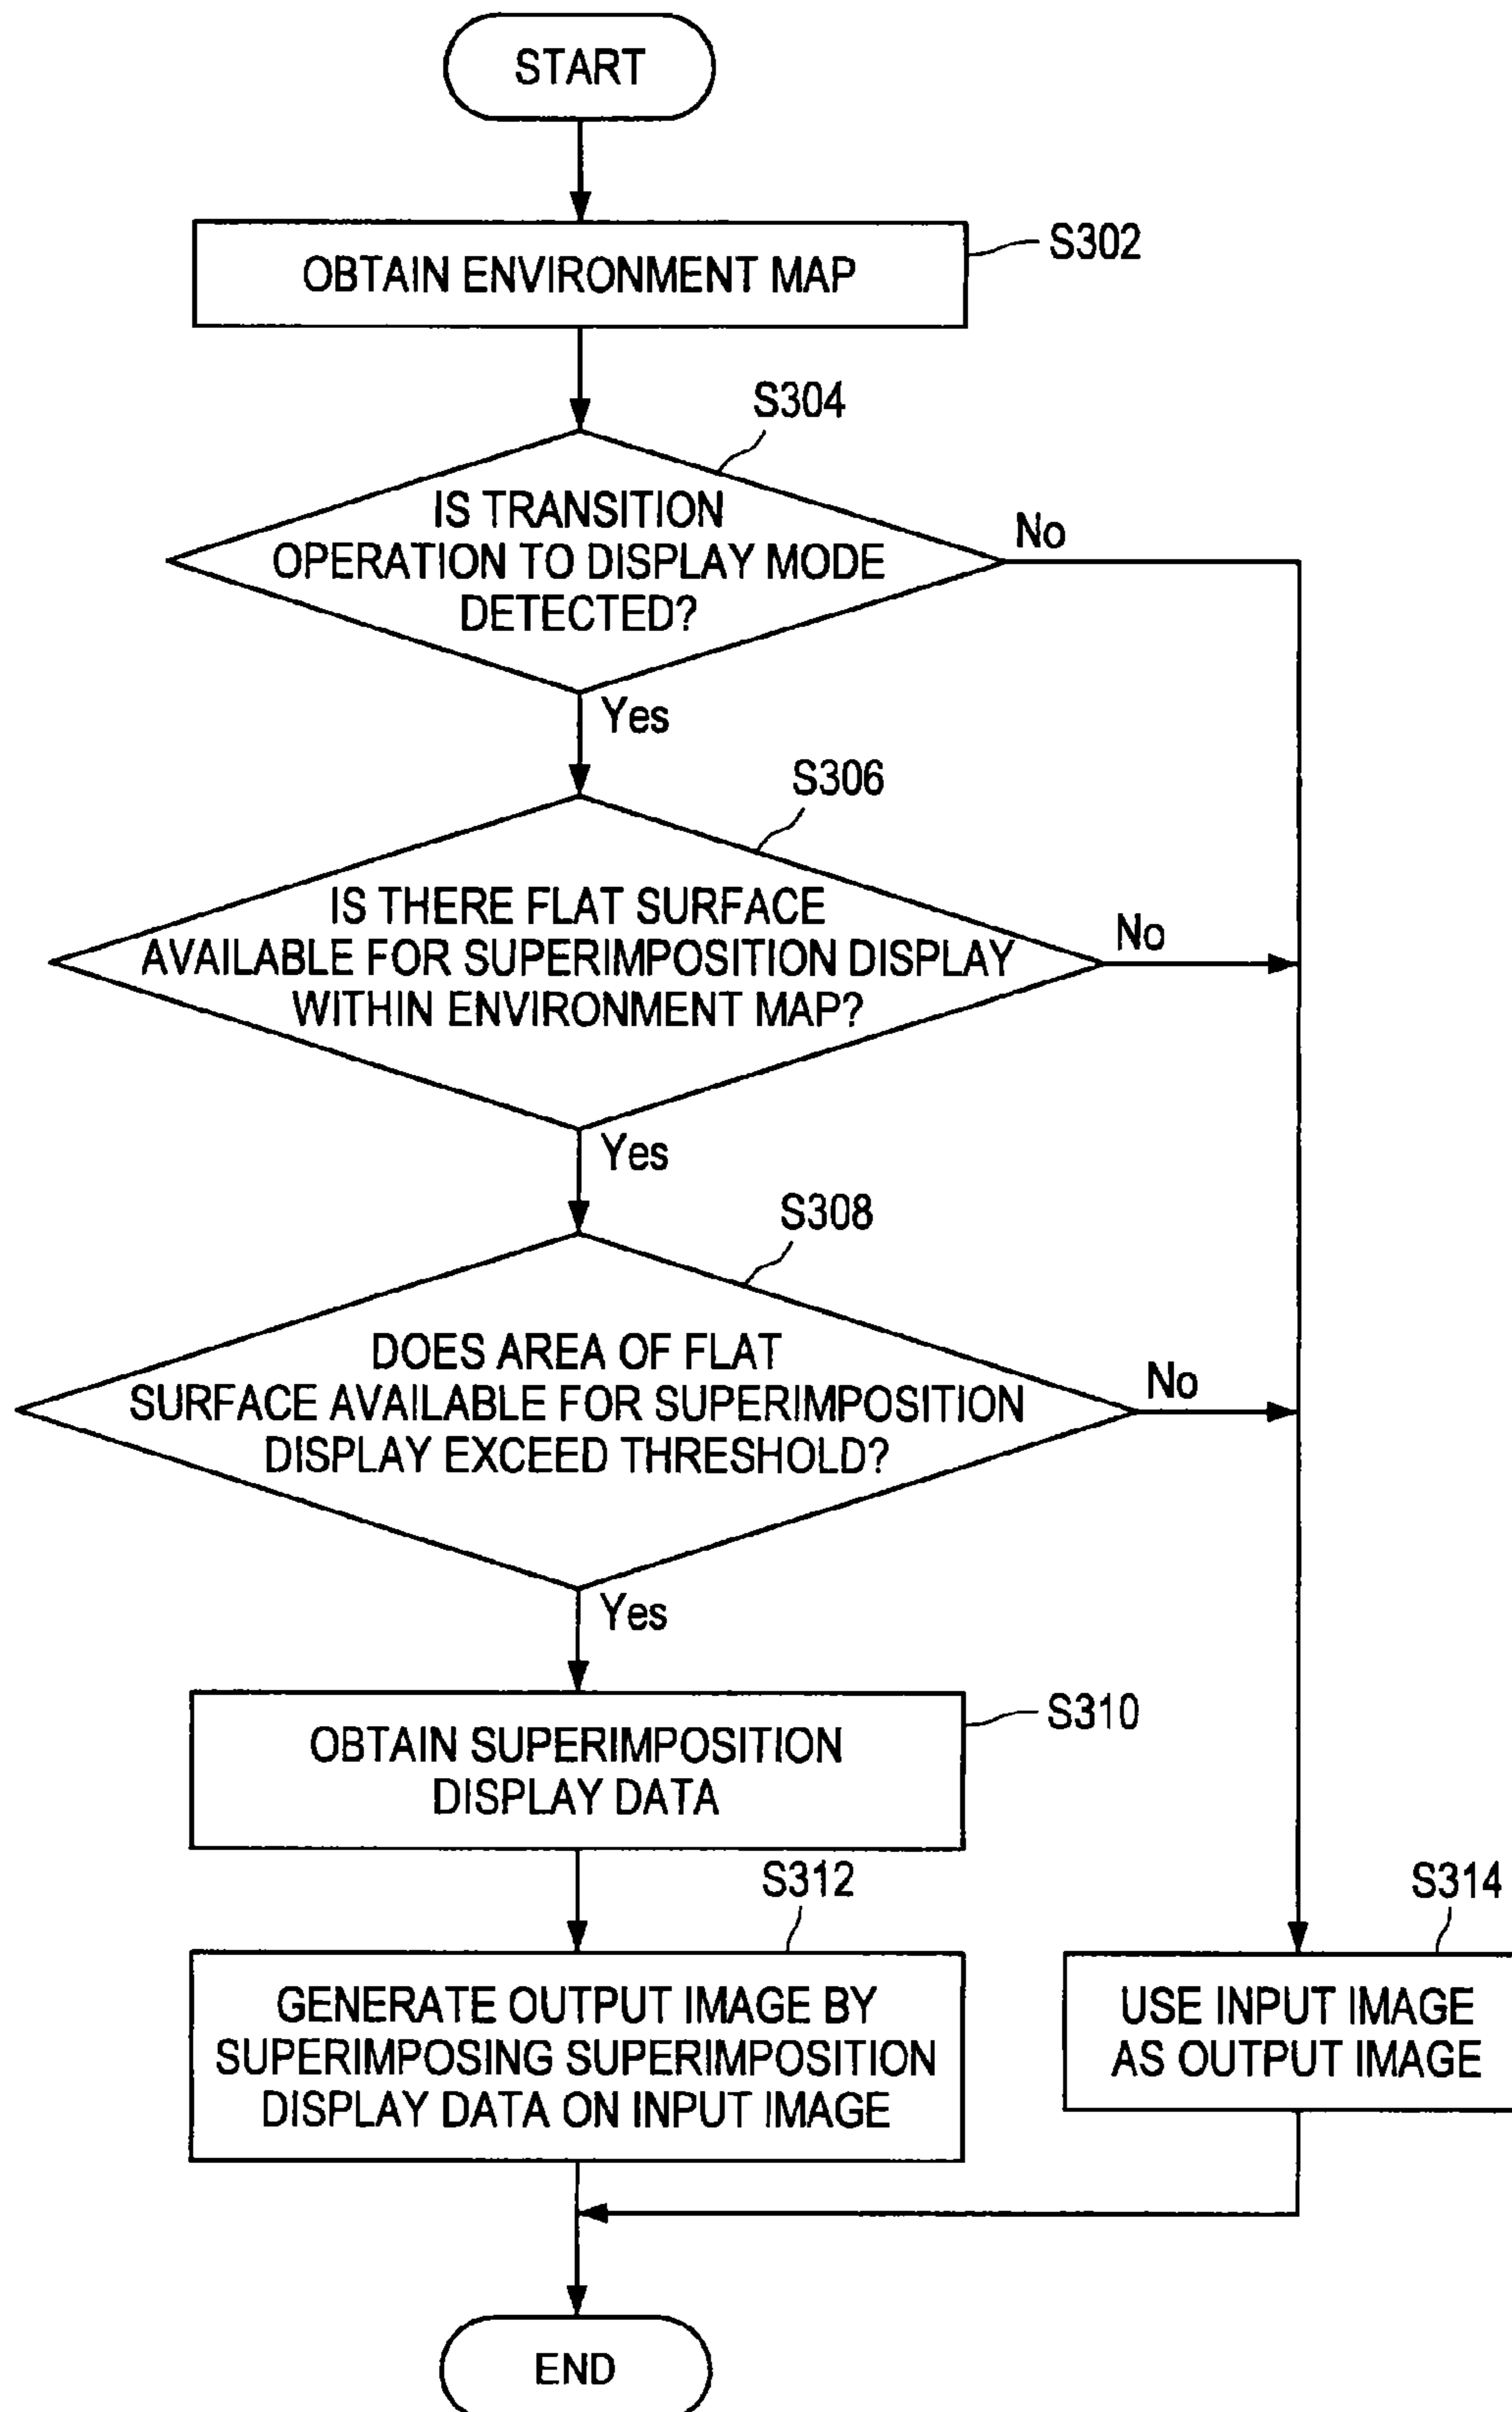 START
S302
OBTAIN ENVIRONMENT MAP
S304
IS TRANSITION
OPERATION TO DISPLAY MODE
DETECTED?
No
Yes
S306
IS THERE FLAT SURFACE
AVAILABLE FOR SUPERIMPOSITION DISPLAY
WITHIN ENVIRONMENT MAP?
No
Yes
S308
DOES AREA OF FLAT
SURFACE AVAILABLE FOR SUPERIMPOSITION
DISPLAY EXCEED THRESHOLD?
No
Yes
S310
OBTAIN SUPERIMPOSITION
DISPLAY DATA
S312
GENERATE OUTPUT IMAGE BY
SUPERIMPOSING SUPERIMPOSITION
DISPLAY DATA ON INPUT IMAGE
S314
USE INPUT IMAGE
AS OUTPUT IMAGE
END